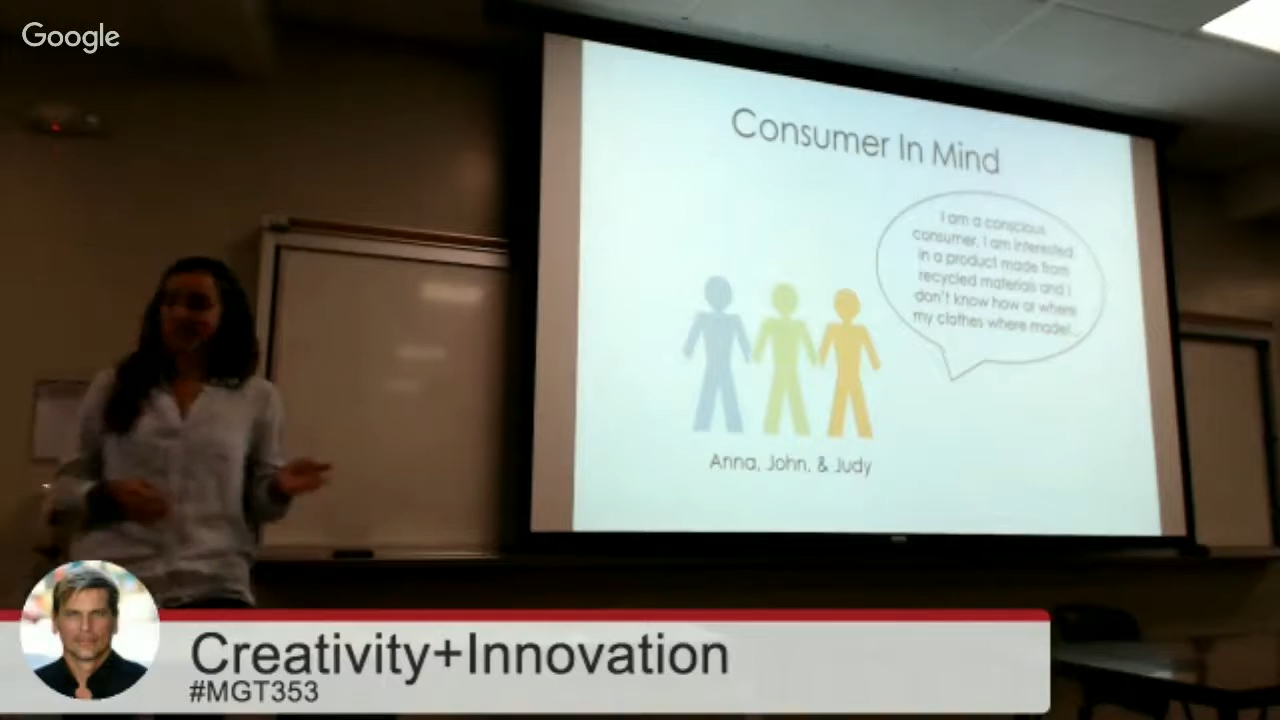 Google
Consumer In Mind
I am a conscious
consumer. I am interested
in a product made from
recycled materials and I
don't know how or where
my clothes where made!...
Anna, John, & Judy
Creativity+Innovation
#MGT353